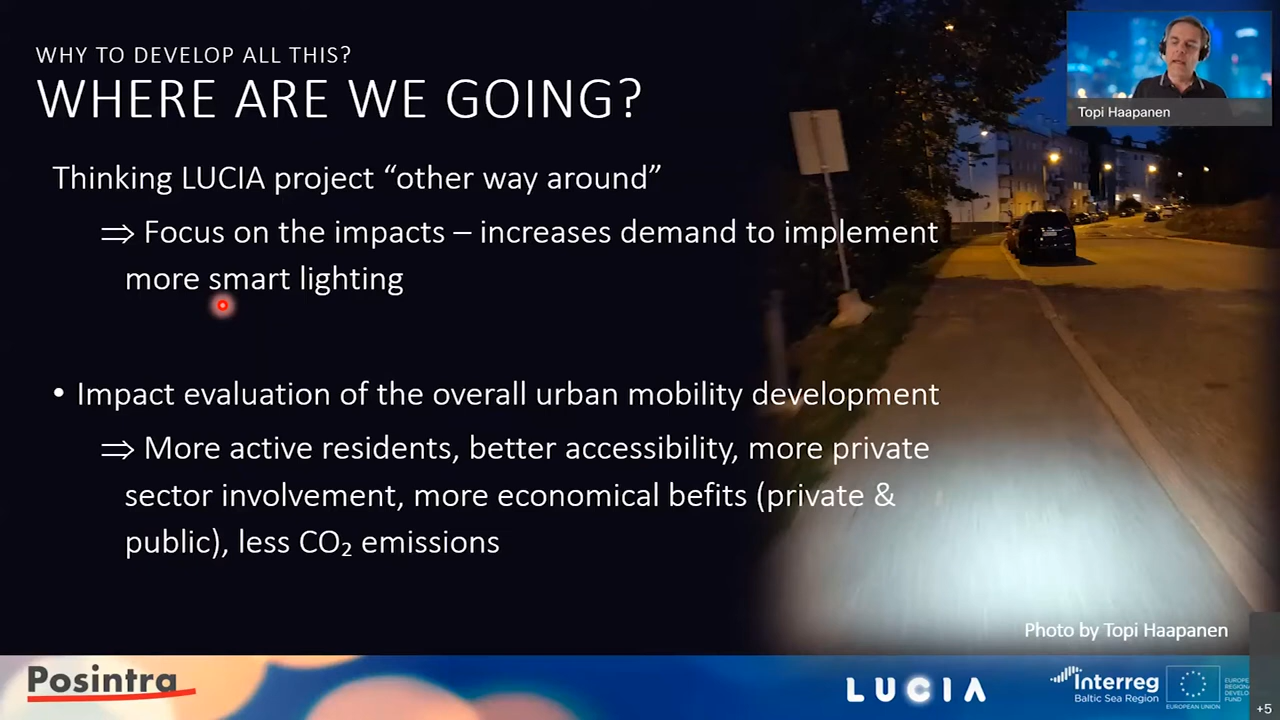 WHY TO DEVELOP ALL THIS?
WHERE ARE WE GOING?
Topi Haapanen
Thinking LUCIA project “other way around”
⇒ Focus on the impacts – increases demand to implement
more smart lighting
• Impact evaluation of the overall urban mobility development
⇒ More active residents, better accessibility, more private
sector involvement, more economical befits (private &
public), less CO₂ emissions
Photo by Topi Haapanen
Posintra
LUCIA
Interreg
Baltic Sea Region
EUROPEAN UNION
+5